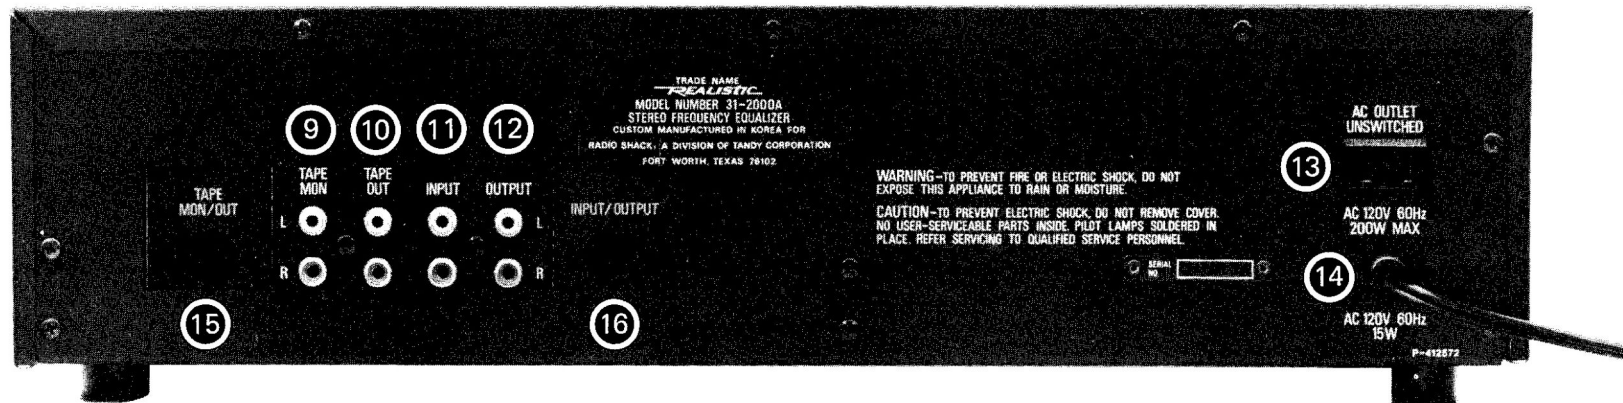 TRADE NAME
REALISTIC
MODEL NUMBER 31-2000A
STEREO FREQUENCY EQUALIZER
CUSTOM MANUFACTURED IN KOREA FOR
RADIO SHACK, A DIVISION OF TANDY CORPORATION
FORT WORTH, TEXAS 76102
9 10 11 12
TAPE MON
TAPE OUT
INPUT
OUTPUT
TAPE
MON/OUT
L L
R R
INPUT/OUTPUT
15
16
WARNING-TO PREVENT FIRE OR ELECTRIC SHOCK, DO NOT
EXPOSE THIS APPLIANCE TO RAIN OR MOISTURE.
CAUTION-TO PREVENT ELECTRIC SHOCK, DO NOT REMOVE COVER.
NO USER-SERVICEABLE PARTS INSIDE. PILOT LAMPS SOLDERED IN
PLACE. REFER SERVICING TO QUALIFIED SERVICE PERSONNEL.
SERIAL
NO.
AC OUTLET
UNSWITCHED
13
AC 120V 60Hz
200W MAX
14
AC 120V 60Hz
15W
P-412572